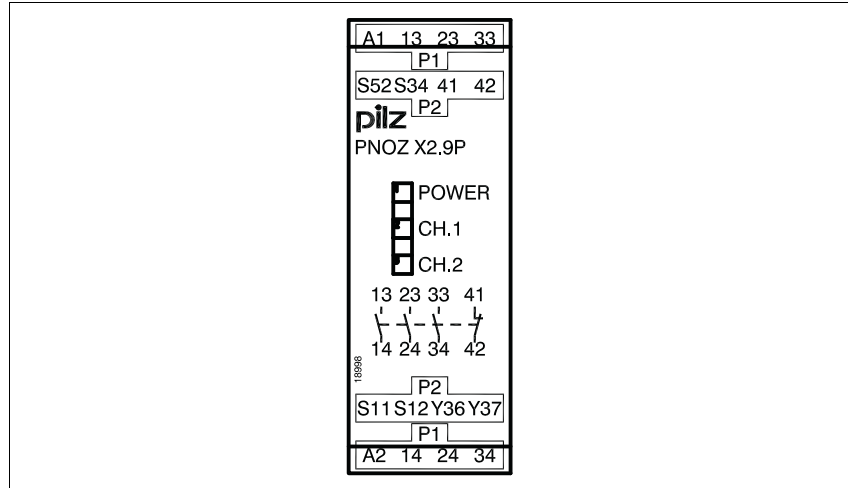 A1 13 23 33
P1
S52 S34 41 42
P2
pilz
PNOZ X2.9P
POWER
CH.1
CH.2
13 23 33 41
14 24 34 42
18998
P2
S11 S12 Y36 Y37
P1
A2 14 24 34